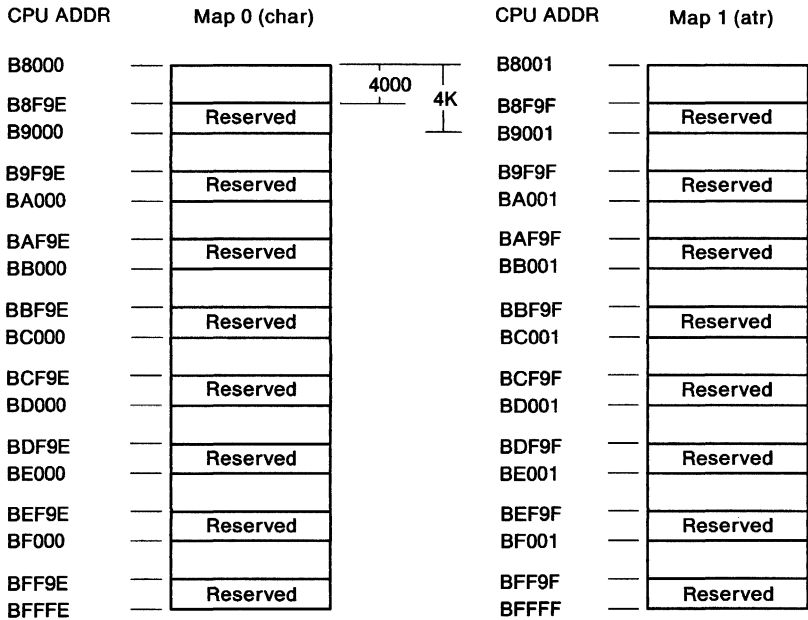 CPU ADDR Map 0 (char) CPU ADDR Map 1 (atr)
B8000 B8001
4000
B8F9E 4K B8F9F
Reserved Reserved
B9000 B9001
B9F9E B9F9F
Reserved Reserved
BA000 BA001
BAF9E BAF9F
Reserved Reserved
BB000 BB001
BBF9E BBF9F
Reserved Reserved
BC000 BC001
BCF9E BCF9F
Reserved Reserved
BD000 BD001
BDF9E BDF9F
Reserved Reserved
BE000 BE001
BEF9E BEF9F
Reserved Reserved
BF000 BF001
BFF9E BFF9F
Reserved Reserved
BFFFE BFFFF